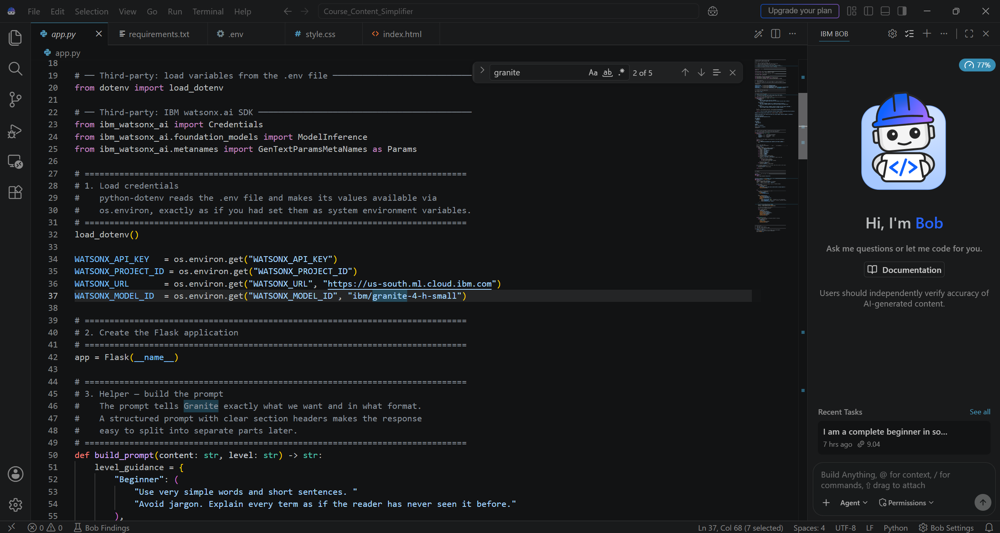 File Edit Selection View Go Run Terminal Help
Course_Content_Simplifier
Upgrade your plan
app.py
requirements.txt
.env
# style.css
<> index.html
IBM BOB
app.py
granite
Aa ab .* 2 of 5
77%
18
19 # ── Third-party: load variables from the .env file ────────────────────────────
20 from dotenv import load_dotenv
21
22 # ── Third-party: IBM watsonx.ai SDK ───────────────────────────────────────────
23 from ibm_watsonx_ai import Credentials
24 from ibm_watsonx_ai.foundation_models import ModelInference
25 from ibm_watsonx_ai.metanames import GenTextParamsMetaNames as Params
26
27 # =============================================================================
28 # 1. Load credentials
29 #    python-dotenv reads the .env file and makes its values available via
30 #    os.environ, exactly as if you had set them as system environment variables.
31 # =============================================================================
32 load_dotenv()
33
34 WATSONX_API_KEY   = os.environ.get("WATSONX_API_KEY")
35 WATSONX_PROJECT_ID = os.environ.get("WATSONX_PROJECT_ID")
36 WATSONX_URL       = os.environ.get("WATSONX_URL", "https://us-south.ml.cloud.ibm.com")
37 WATSONX_MODEL_ID  = os.environ.get("WATSONX_MODEL_ID", "ibm/granite-4-h-small")
38
39 # =============================================================================
40 # 2. Create the Flask application
41 # =============================================================================
42 app = Flask(__name__)
43
44 # =============================================================================
45 # 3. Helper — build the prompt
46 #    The prompt tells Granite exactly what we want and in what format.
47 #    A structured prompt with clear section headers makes the response
48 #    easy to split into separate parts later.
49 # =============================================================================
50 def build_prompt(content: str, level: str) -> str:
51     level_guidance = {
52         "Beginner": (
53             "Use very simple words and short sentences. "
54             "Avoid jargon. Explain every term as if the reader has never seen it before."
55         ),
</>
Hi, I'm Bob
Ask me questions or let me code for you.
Documentation
Users should independently verify accuracy of
AI-generated content.
Recent Tasks See all
I am a complete beginner in so...
7 hrs ago 9.04
Build Anything, @ for context, / for
commands, ⇧ drag to attach
Agent Permissions
0 0 Bob Findings
Ln 37, Col 68 (7 selected) Spaces: 4 UTF-8 LF Python Bob Settings